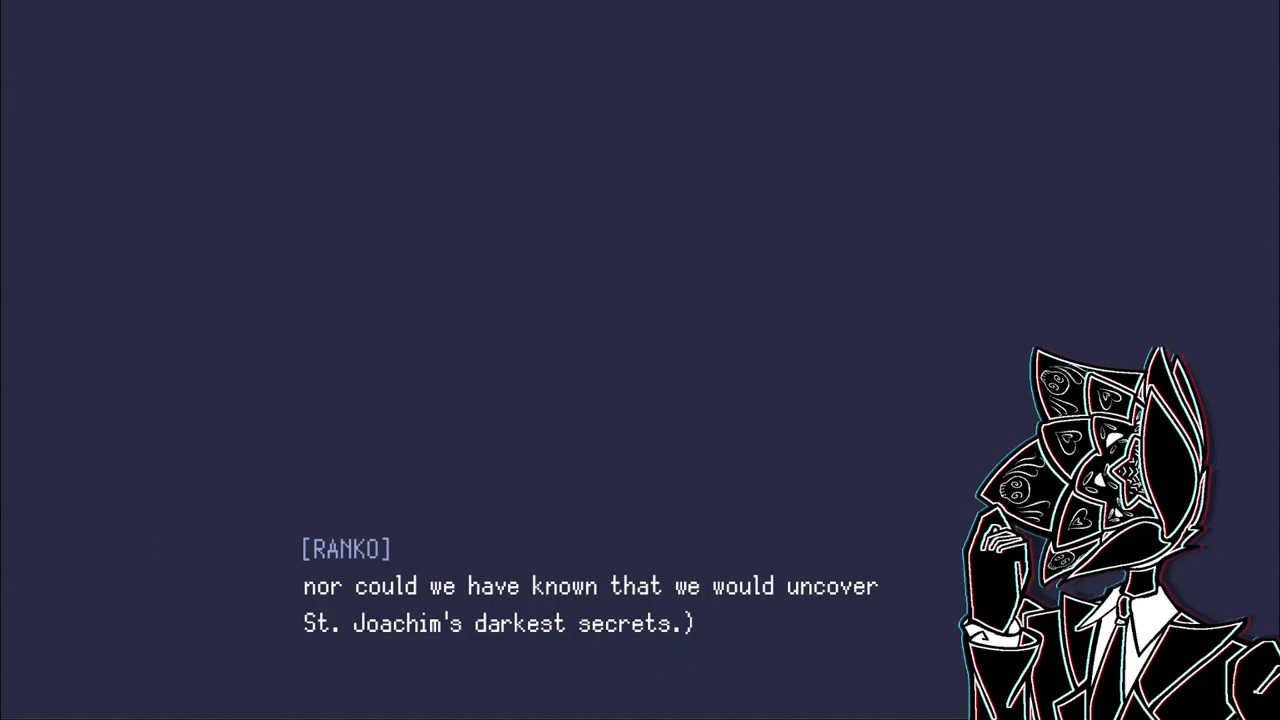 [RANKO]
nor could we have known that we would uncover
St. Joachim's darkest secrets.)